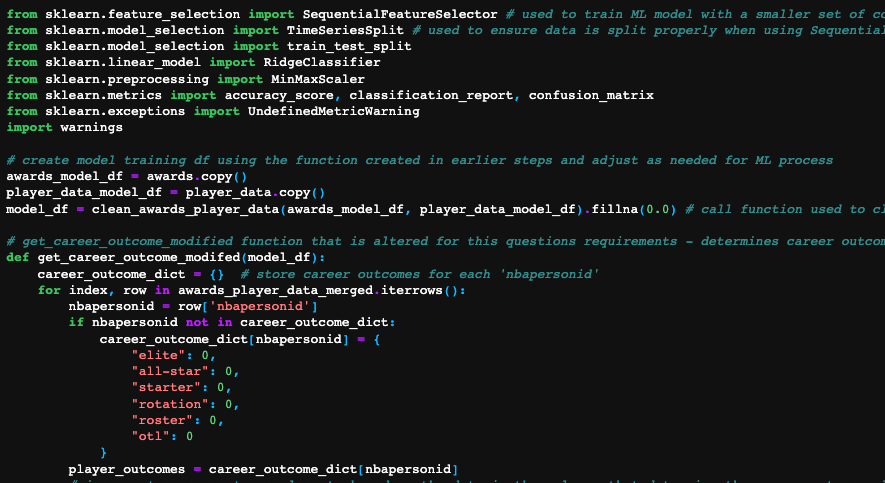 from sklearn.feature_selection import SequentialFeatureSelector # used to train ML model with a smaller set of
from sklearn.model_selection import TimeSeriesSplit # used to ensure data is split properly when using
from sklearn.model_selection import train_test_split
from sklearn.linear_model import RidgeClassifier
from sklearn.preprocessing import MinMaxScaler
from sklearn.metrics import accuracy_score, classification_report, confusion_matrix
from sklearn.exceptions import UndefinedMetricWarning
import warnings
# create model training df using the function created in earlier steps and adjust as needed for ML process
awards_model_df = awards.copy()
player_data_model_df = player_data.copy()
model_df = clean_awards_player_data(awards_model_df, player_data_model_df).fillna(0.0) # call function used to
# get_career_outcome_modified function that is altered for this questions requirements - determines career
def get_career_outcome_modifed(model_df):
    career_outcome_dict = {}  # store career outcomes for each 'nbapersonid'
    for index, row in awards_player_data_merged.iterrows():
        nbapersonid = row['nbapersonid']
        if nbapersonid not in career_outcome_dict:
            career_outcome_dict[nbapersonid] = {
                "elite": 0,
                "all-star": 0,
                "starter": 0,
                "rotation": 0,
                "roster": 0,
                "otl": 0
            }
        player_outcomes = career_outcome_dict[nbapersonid]